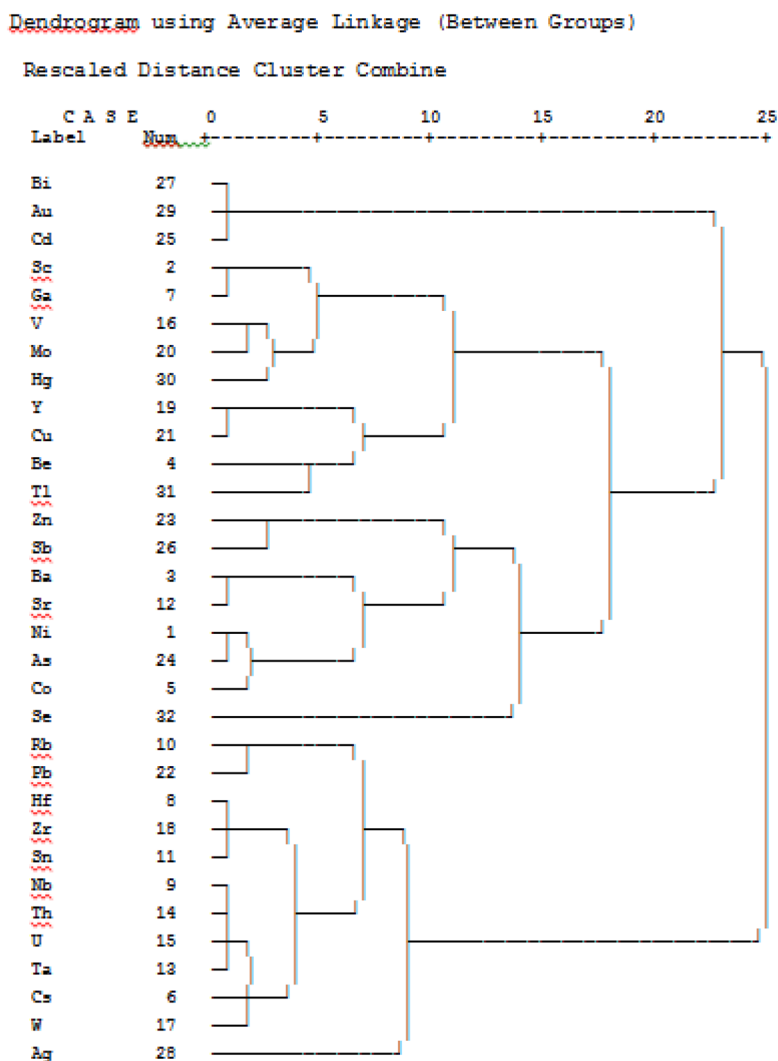 Dendrogram using Average Linkage (Between Groups)
Rescaled Distance Cluster Combine
C A S E 0 5 10 15 20 25
Label Num +---------+---------+---------+---------+---------+
Bi 27
Au 29
Cd 25
Sc 2
Ga 7
V 16
Mo 20
Hg 30
Y 19
Cu 21
Be 4
Tl 31
Zn 23
Sb 26
Ba 3
Sr 12
Ni 1
As 24
Co 5
Se 32
Rb 10
Pb 22
Hf 8
Zr 18
Sn 11
Nb 9
Th 14
U 15
Ta 13
Cs 6
W 17
Ag 28